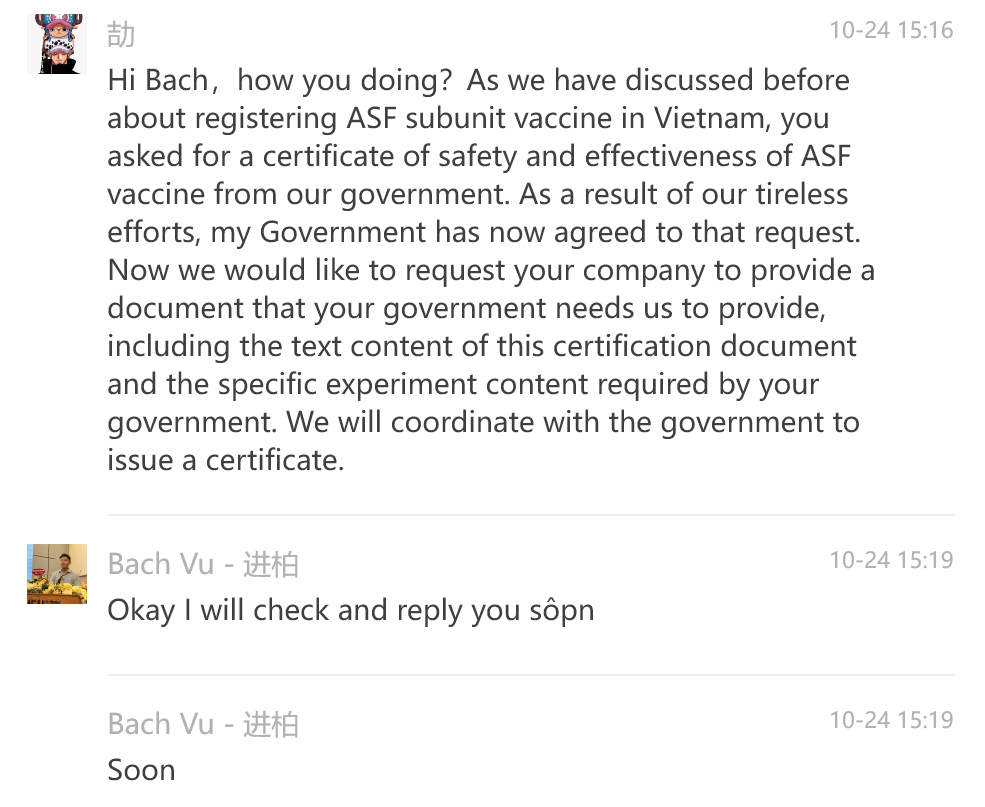 劼
10-24 15:16
Hi Bach，how you doing？As we have discussed before
about registering ASF subunit vaccine in Vietnam, you
asked for a certificate of safety and effectiveness of ASF
vaccine from our government. As a result of our tireless
efforts, my Government has now agreed to that request.
Now we would like to request your company to provide a
document that your government needs us to provide,
including the text content of this certification document
and the specific experiment content required by your
government. We will coordinate with the government to
issue a certificate.
Bach Vu - 进柏
10-24 15:19
Okay I will check and reply you sôpn
Bach Vu - 进柏
10-24 15:19
Soon